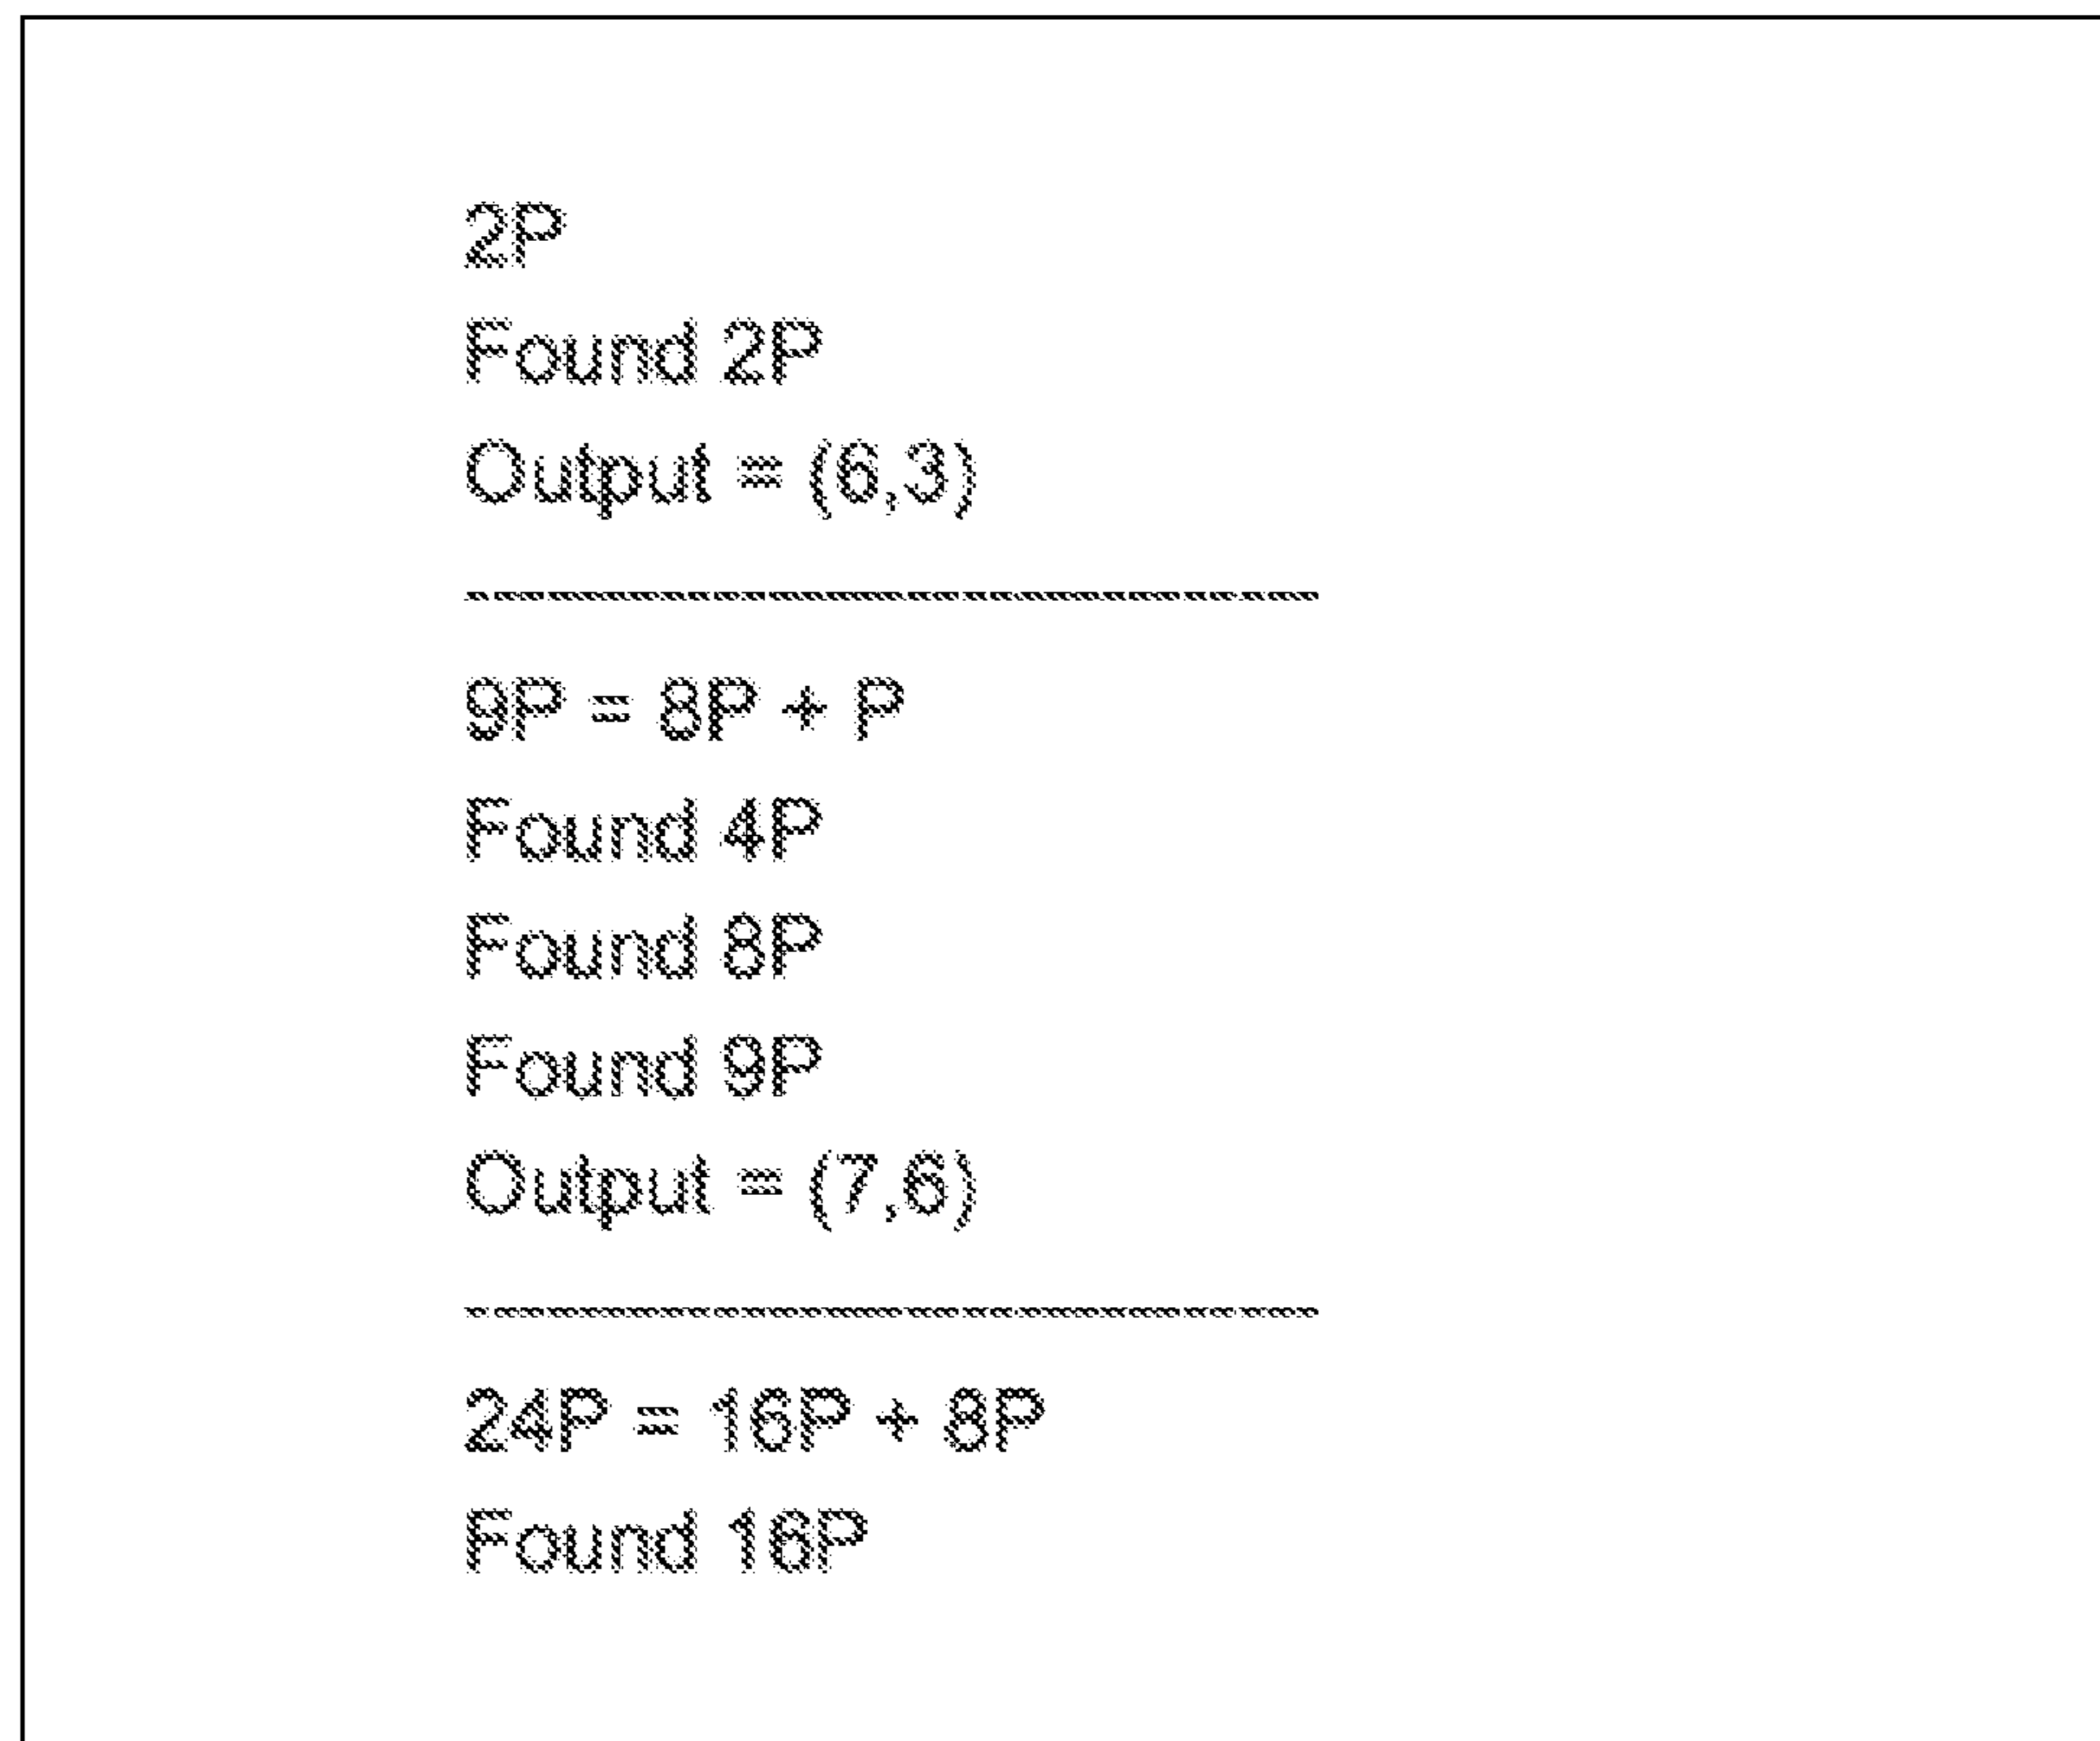 2P
Found 2P
Output = (6,3)
--------------------------------
9P = 8P + P
Found 4P
Found 8P
Found 9P
Output = (7,6)
--------------------------------
24P = 16P + 8P
Found 16P